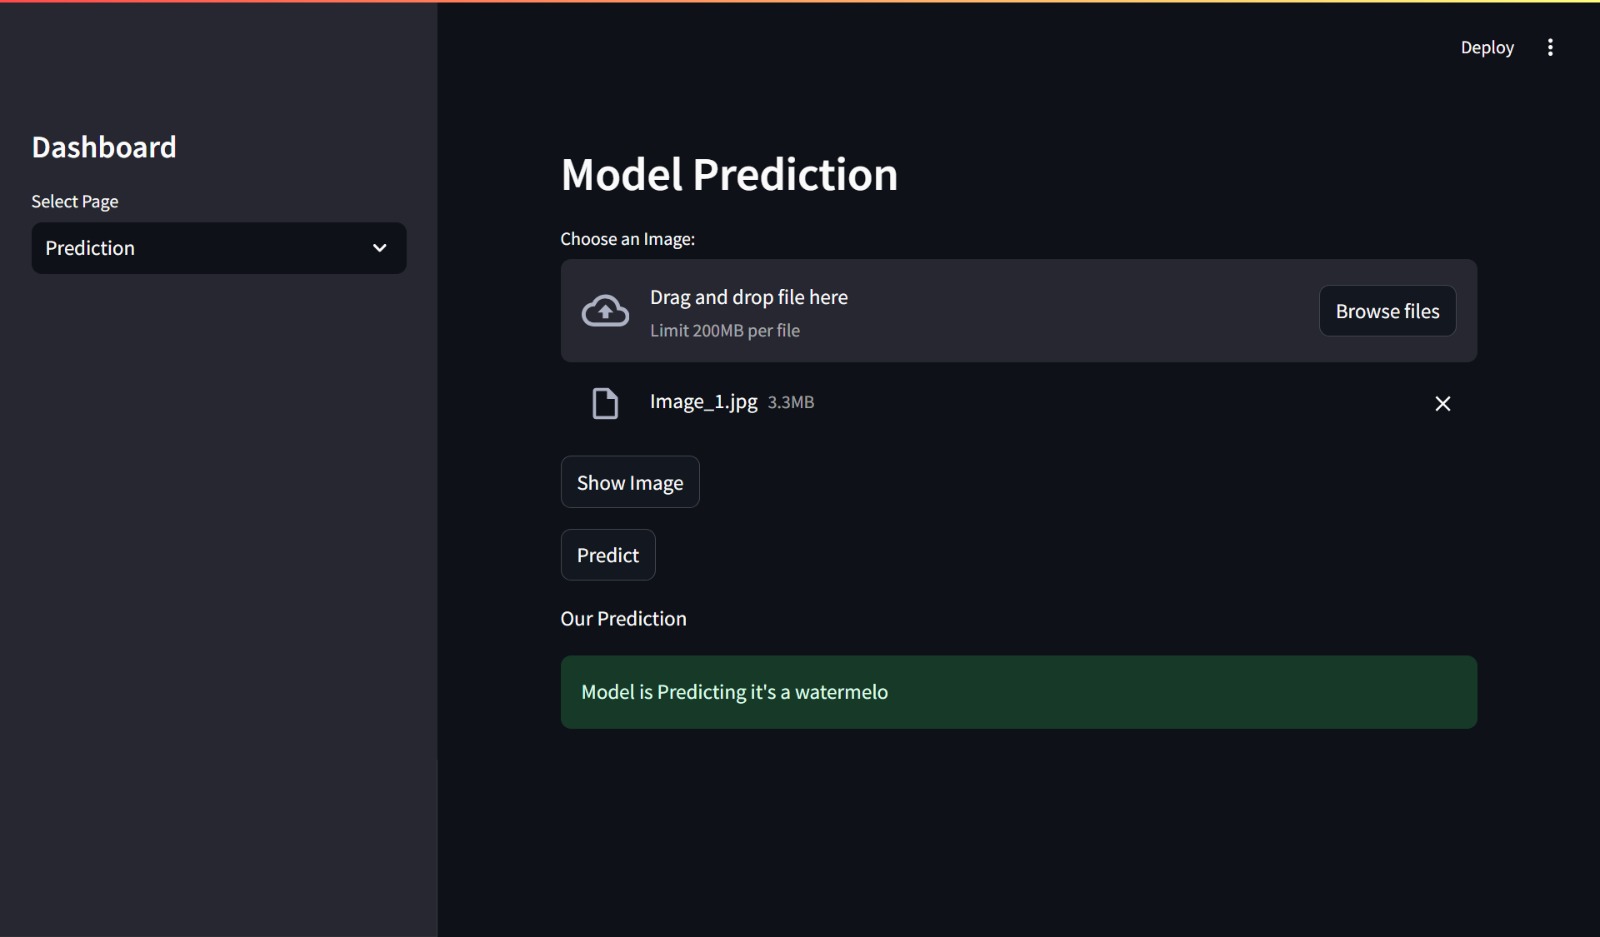 Deploy
Dashboard
Select Page
Prediction
Model Prediction
Choose an Image:
Drag and drop file here
Limit 200MB per file
Browse files
Image_1.jpg 3.3MB
Show Image
Predict
Our Prediction
Model is Predicting it's a watermelo